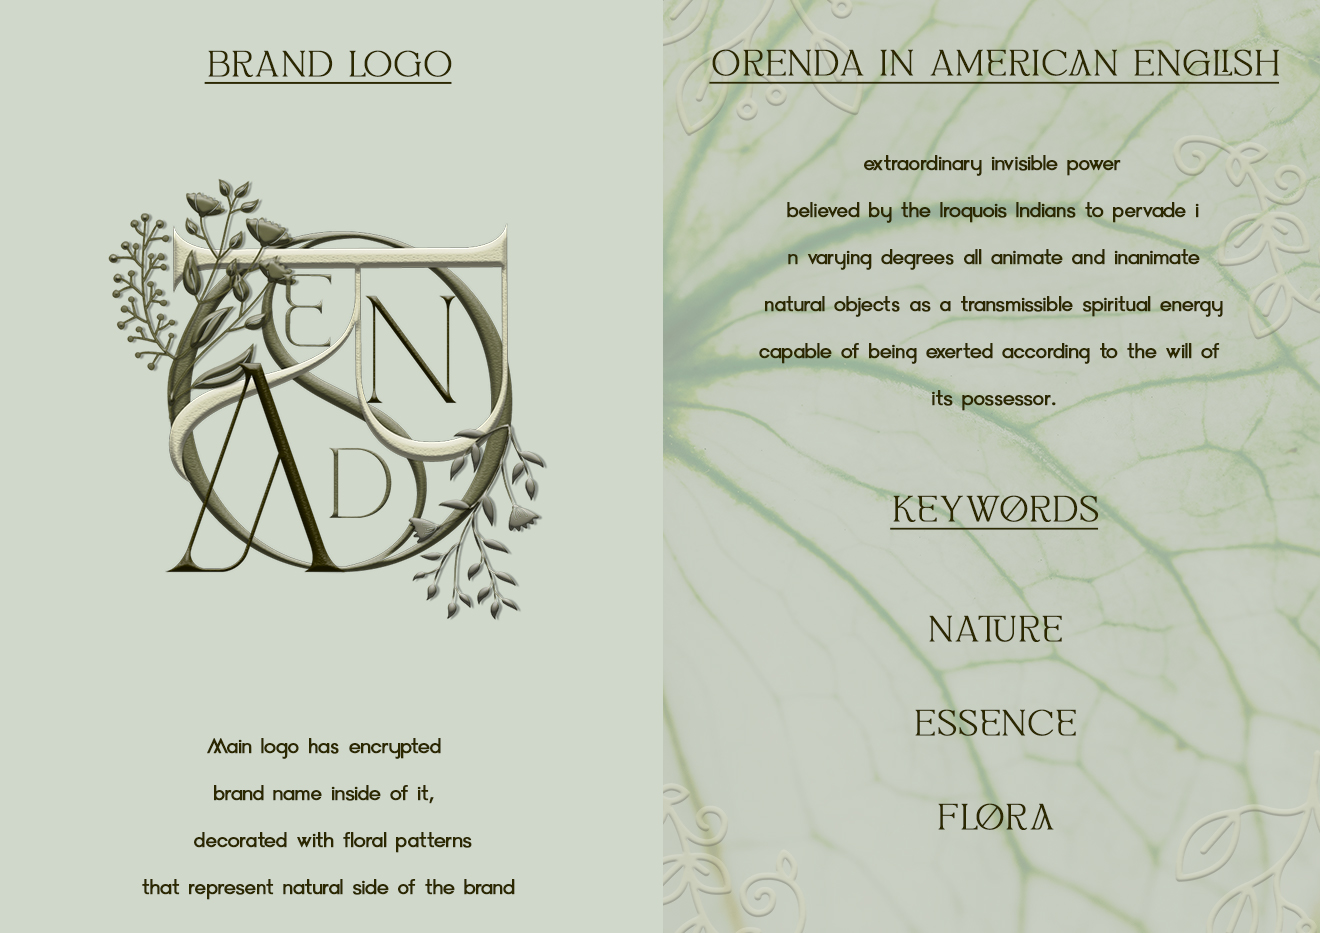 BRAND LOGO
E
N
A
D
Main logo has encrypted
brand name inside of it,
decorated with floral patterns
that represent natural side of the brand
ORENDA IN AMERICAN ENGLISH
extraordinary invisible power
believed by the Iroquois Indians to pervade i
n varying degrees all animate and inanimate
natural objects as a transmissible spiritual energy
capable of being exerted according to the will of
its possessor.
KEYWORDS
NATURE
ESSENCE
FLORA